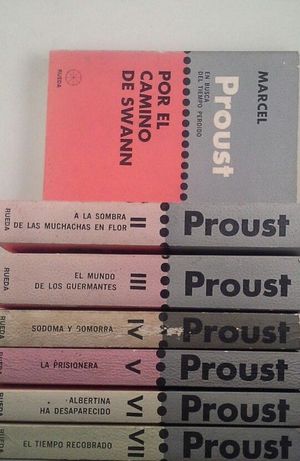 MARCEL
Proust
EN BUSCA
DEL TIEMPO PERDIDO
POR EL
CAMINO
DE SWANN
RUEDA
RUEDA
A LA SOMBRA
DE LAS MUCHACHAS EN FLOR
II
Proust
RUEDA
EL MUNDO
DE LOS GUERMANTES
III
Proust
RUEDA
SODOMA Y GOMORRA
IV
Proust
RUEDA
LA PRISIONERA
V
Proust
RUEDA
ALBERTINA
HA DESAPARECIDO
VI
Proust
RUEDA
EL TIEMPO RECOBRADO
VII
Proust